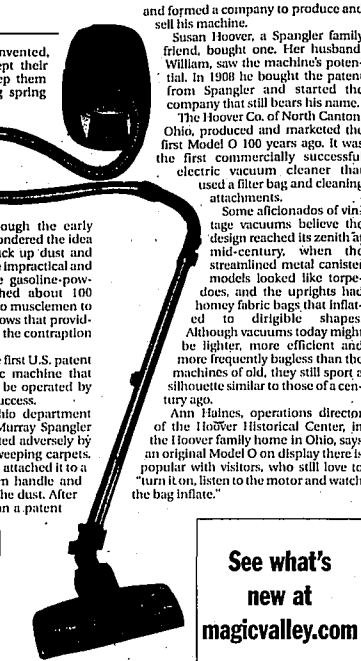 nvented,
ept their
ep them
g spring
ough the early
ondered the idea
ck up dust and
impractical and
e gasoline-pow-
hed about 100
o musclemen to
ows that provid-
the contraption
e first U.S. patent
c machine that
be operated by
uccess.
hio department
Murray Spangler
ted adversely by
weeping carpets.
attached it to a
m handle and
he dust. After
n a patent
and formed a company to produce and
sell his machine.
Susan Hoover, a Spangler family
friend, bought one. Her husband
William, saw the machine's poten-
tial. In 1908 he bought the patent
from Spangler and started the
company that still bears his name.
The Hoover Co. of North Canton
Ohio, produced and marketed the
first Model O 100 years ago. It was
the first commercially successfu
electric vacuum cleaner that
used a filter bag and cleaning
attachments.
Some aficionados of vin-
tage vacuums believe the
design reached its zenith at
mid-century, when the
streamlined metal canister
models looked like torpe-
does, and the uprights had
homey fabric bags that inflat-
ed to dirigible shapes
Although vacuums today might
be lighter, more efficient and
more frequently bagless than the
machines of old, they still sport a
silhouette similar to those of a cen-
tury ago.
Ann Haines, operations director
of the Hoover Historical Center, in
the Hoover family home in Ohio, says
an original Model O on display there is
popular with visitors, who still love to
"turn it on, listen to the motor and watch
the bag inflate."
See what's
new at
magicvalley.com